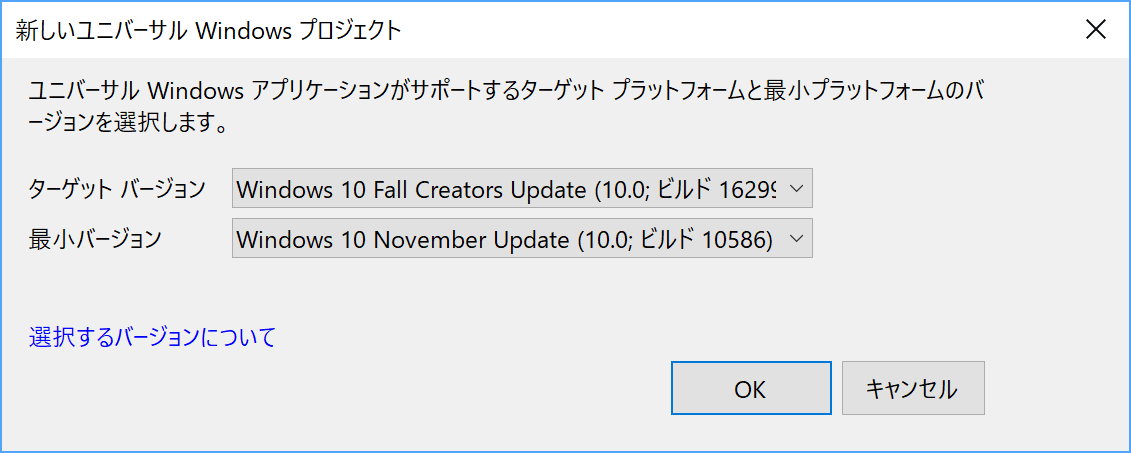 新しいユニバーサル Windows プロジェクト
ユニバーサル Windows アプリケーションがサポートするターゲット プラットフォームと最小プラットフォームのバ
ージョンを選択します。
ターゲット バージョン Windows 10 Fall Creators Update (10.0; ビルド 16299
最小バージョン Windows 10 November Update (10.0; ビルド 10586)
選択するバージョンについて
OK キャンセル